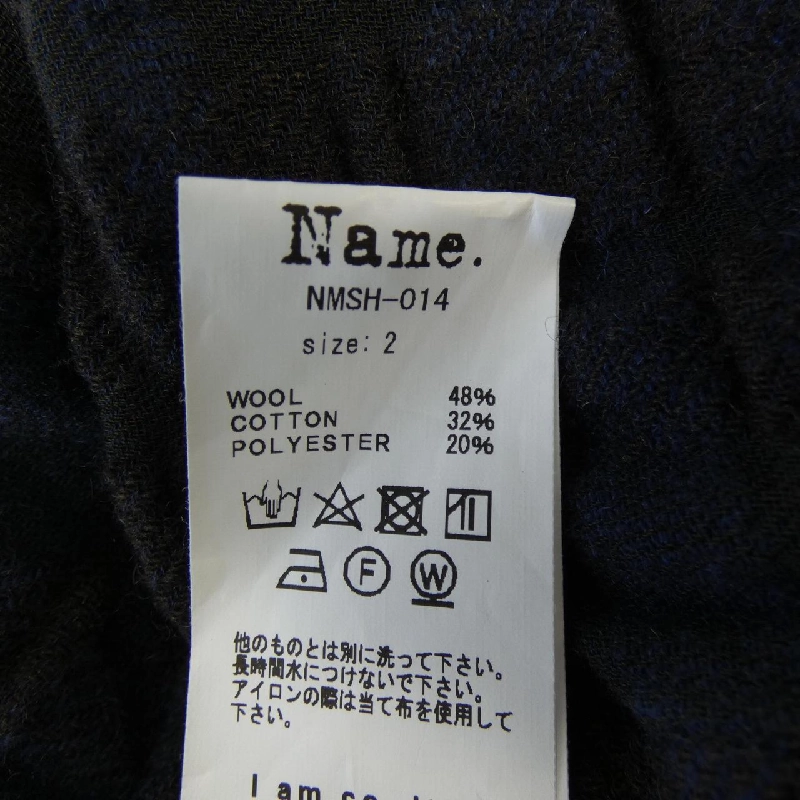 Name.
NMSH-014
size: 2
WOOL 48%
COTTON 32%
POLYESTER 20%
F W
他のものとは別に洗って下さい。
長時間水につけないで下さい。
アイロンの際は当て布を使用して
下さい。
I am